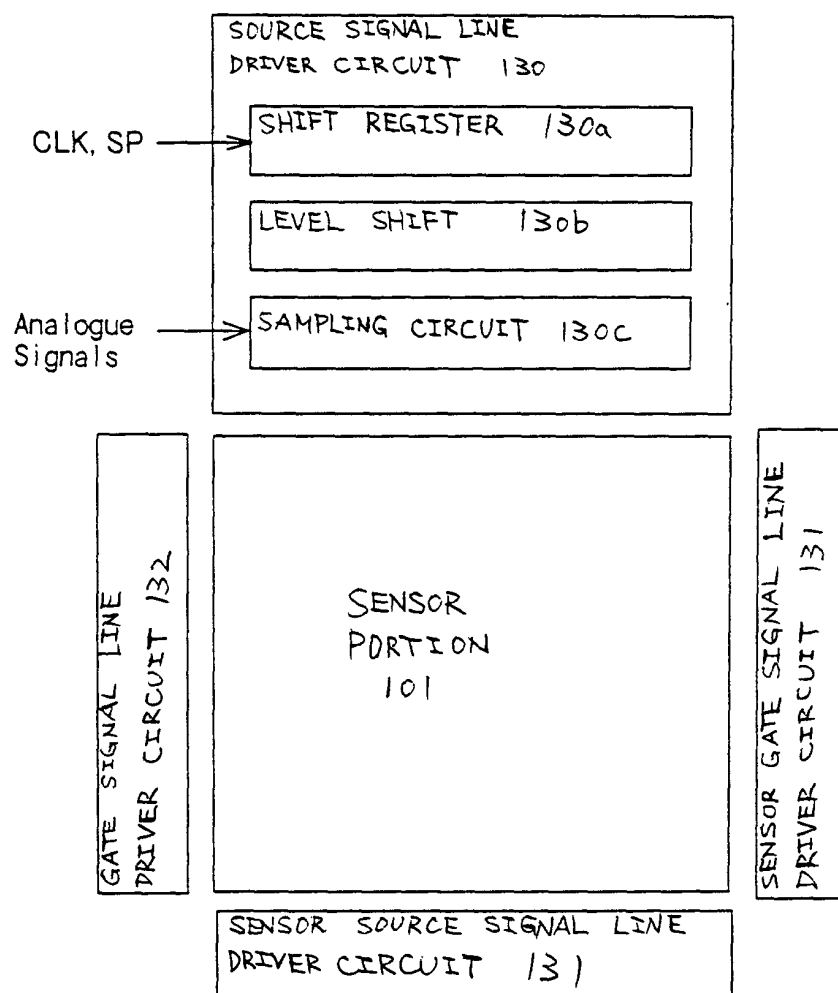 SOURCE SIGNAL LINE
DRIVER CIRCUIT 130
CLK, SP
SHIFT REGISTER 130a
LEVEL SHIFT 130b
Analogue
Signals
SAMPLING CIRCUIT 130c
GATE SIGNAL LINE
DRIVER CIRCUIT 132
SENSOR
PORTION
101
SENSOR GATE SIGNAL LINE
DRIVER CIRCUIT 131
SENSOR SOURCE SIGNAL LINE
DRIVER CIRCUIT 131